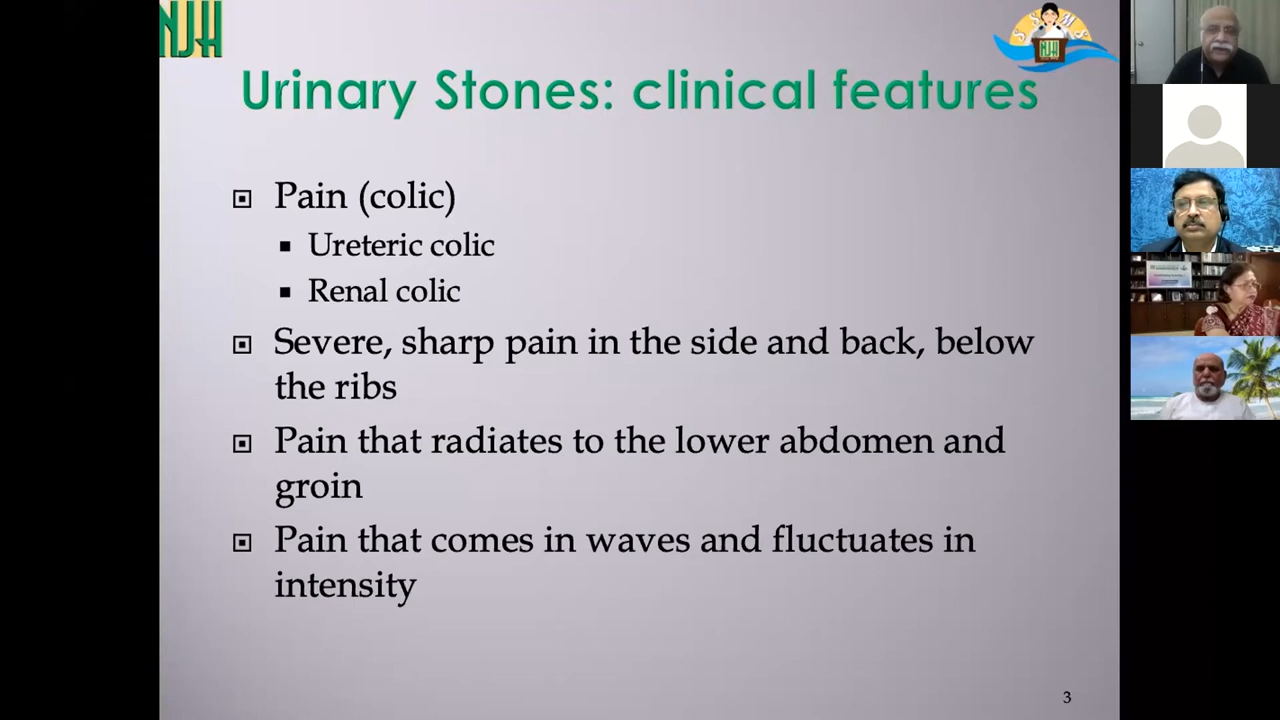 NJH
S S M S
NJH
Urinary Stones: clinical features
Pain (colic)
Ureteric colic
Renal colic
Severe, sharp pain in the side and back, below
the ribs
Pain that radiates to the lower abdomen and
groin
Pain that comes in waves and fluctuates in
intensity
3